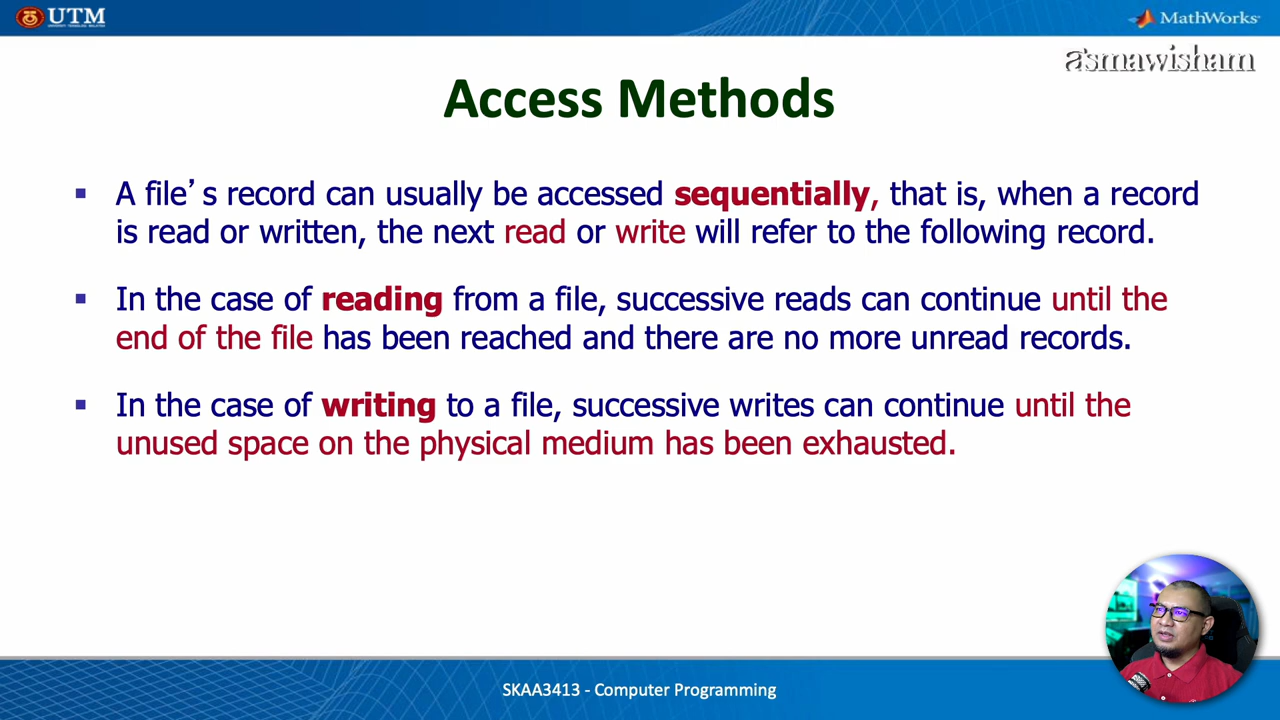 UTM
UNIVERSITI TEKNOLOGI MALAYSIA
MathWorks
asmawisham
Access Methods
▪ A file’s record can usually be accessed sequentially, that is, when a record
is read or written, the next read or write will refer to the following record.
▪ In the case of reading from a file, successive reads can continue until the
end of the file has been reached and there are no more unread records.
▪ In the case of writing to a file, successive writes can continue until the
unused space on the physical medium has been exhausted.
SKAA3413 - Computer Programming